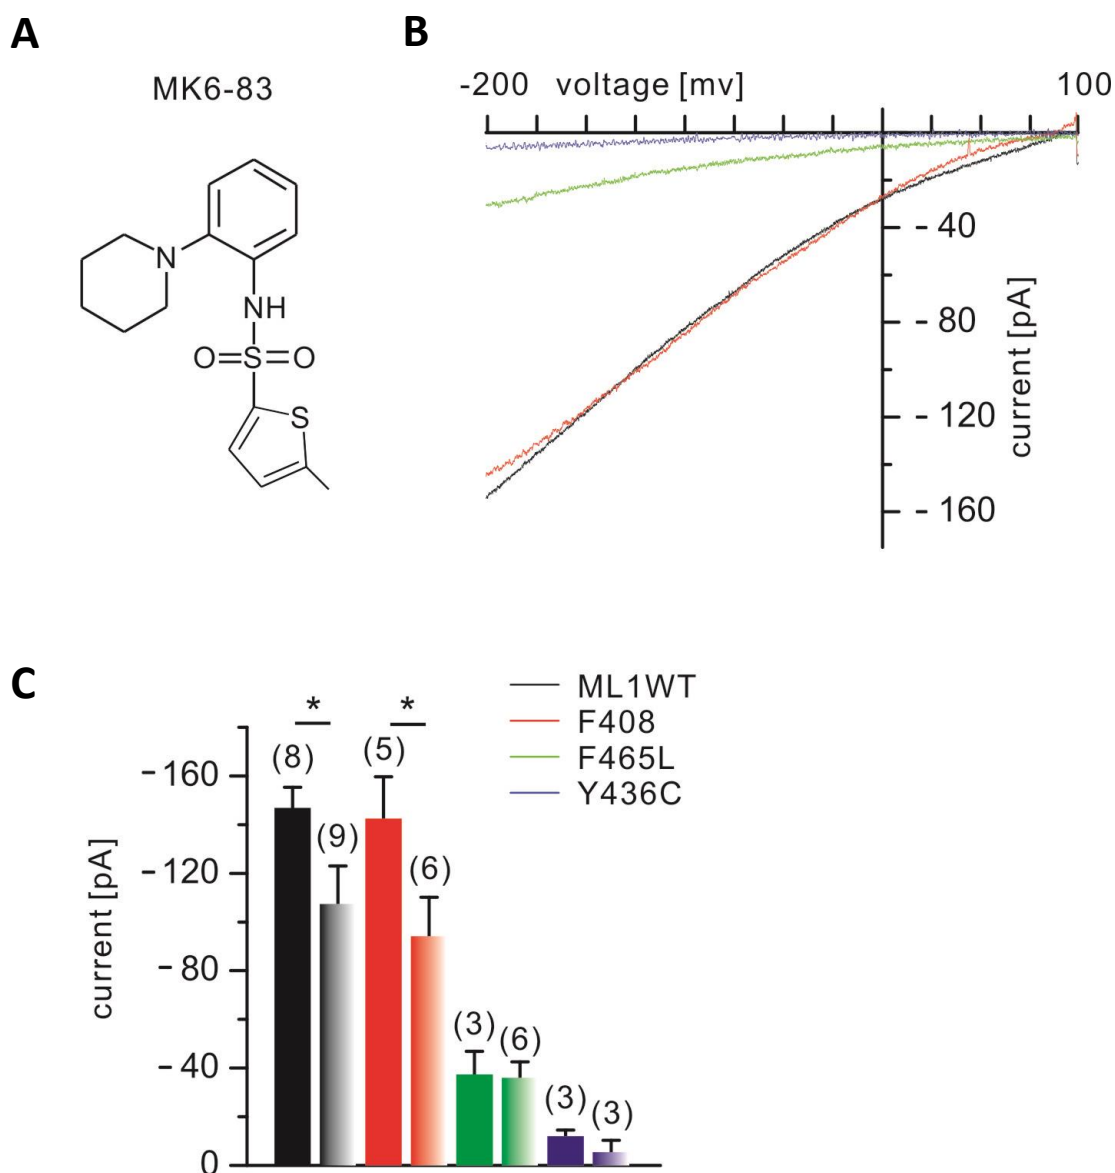 A
B
MK6-83
-200 voltage [mv] 100
N
NH
O=S=O
S
- 40
- 80
- 120
- 160
current [pA]
C
ML1WT
F408
F465L
Y436C
* *
(8) (5)
(9) (6)
(3) (6)
(3) (3)
-160
-120
-80
-40
0
current [pA]